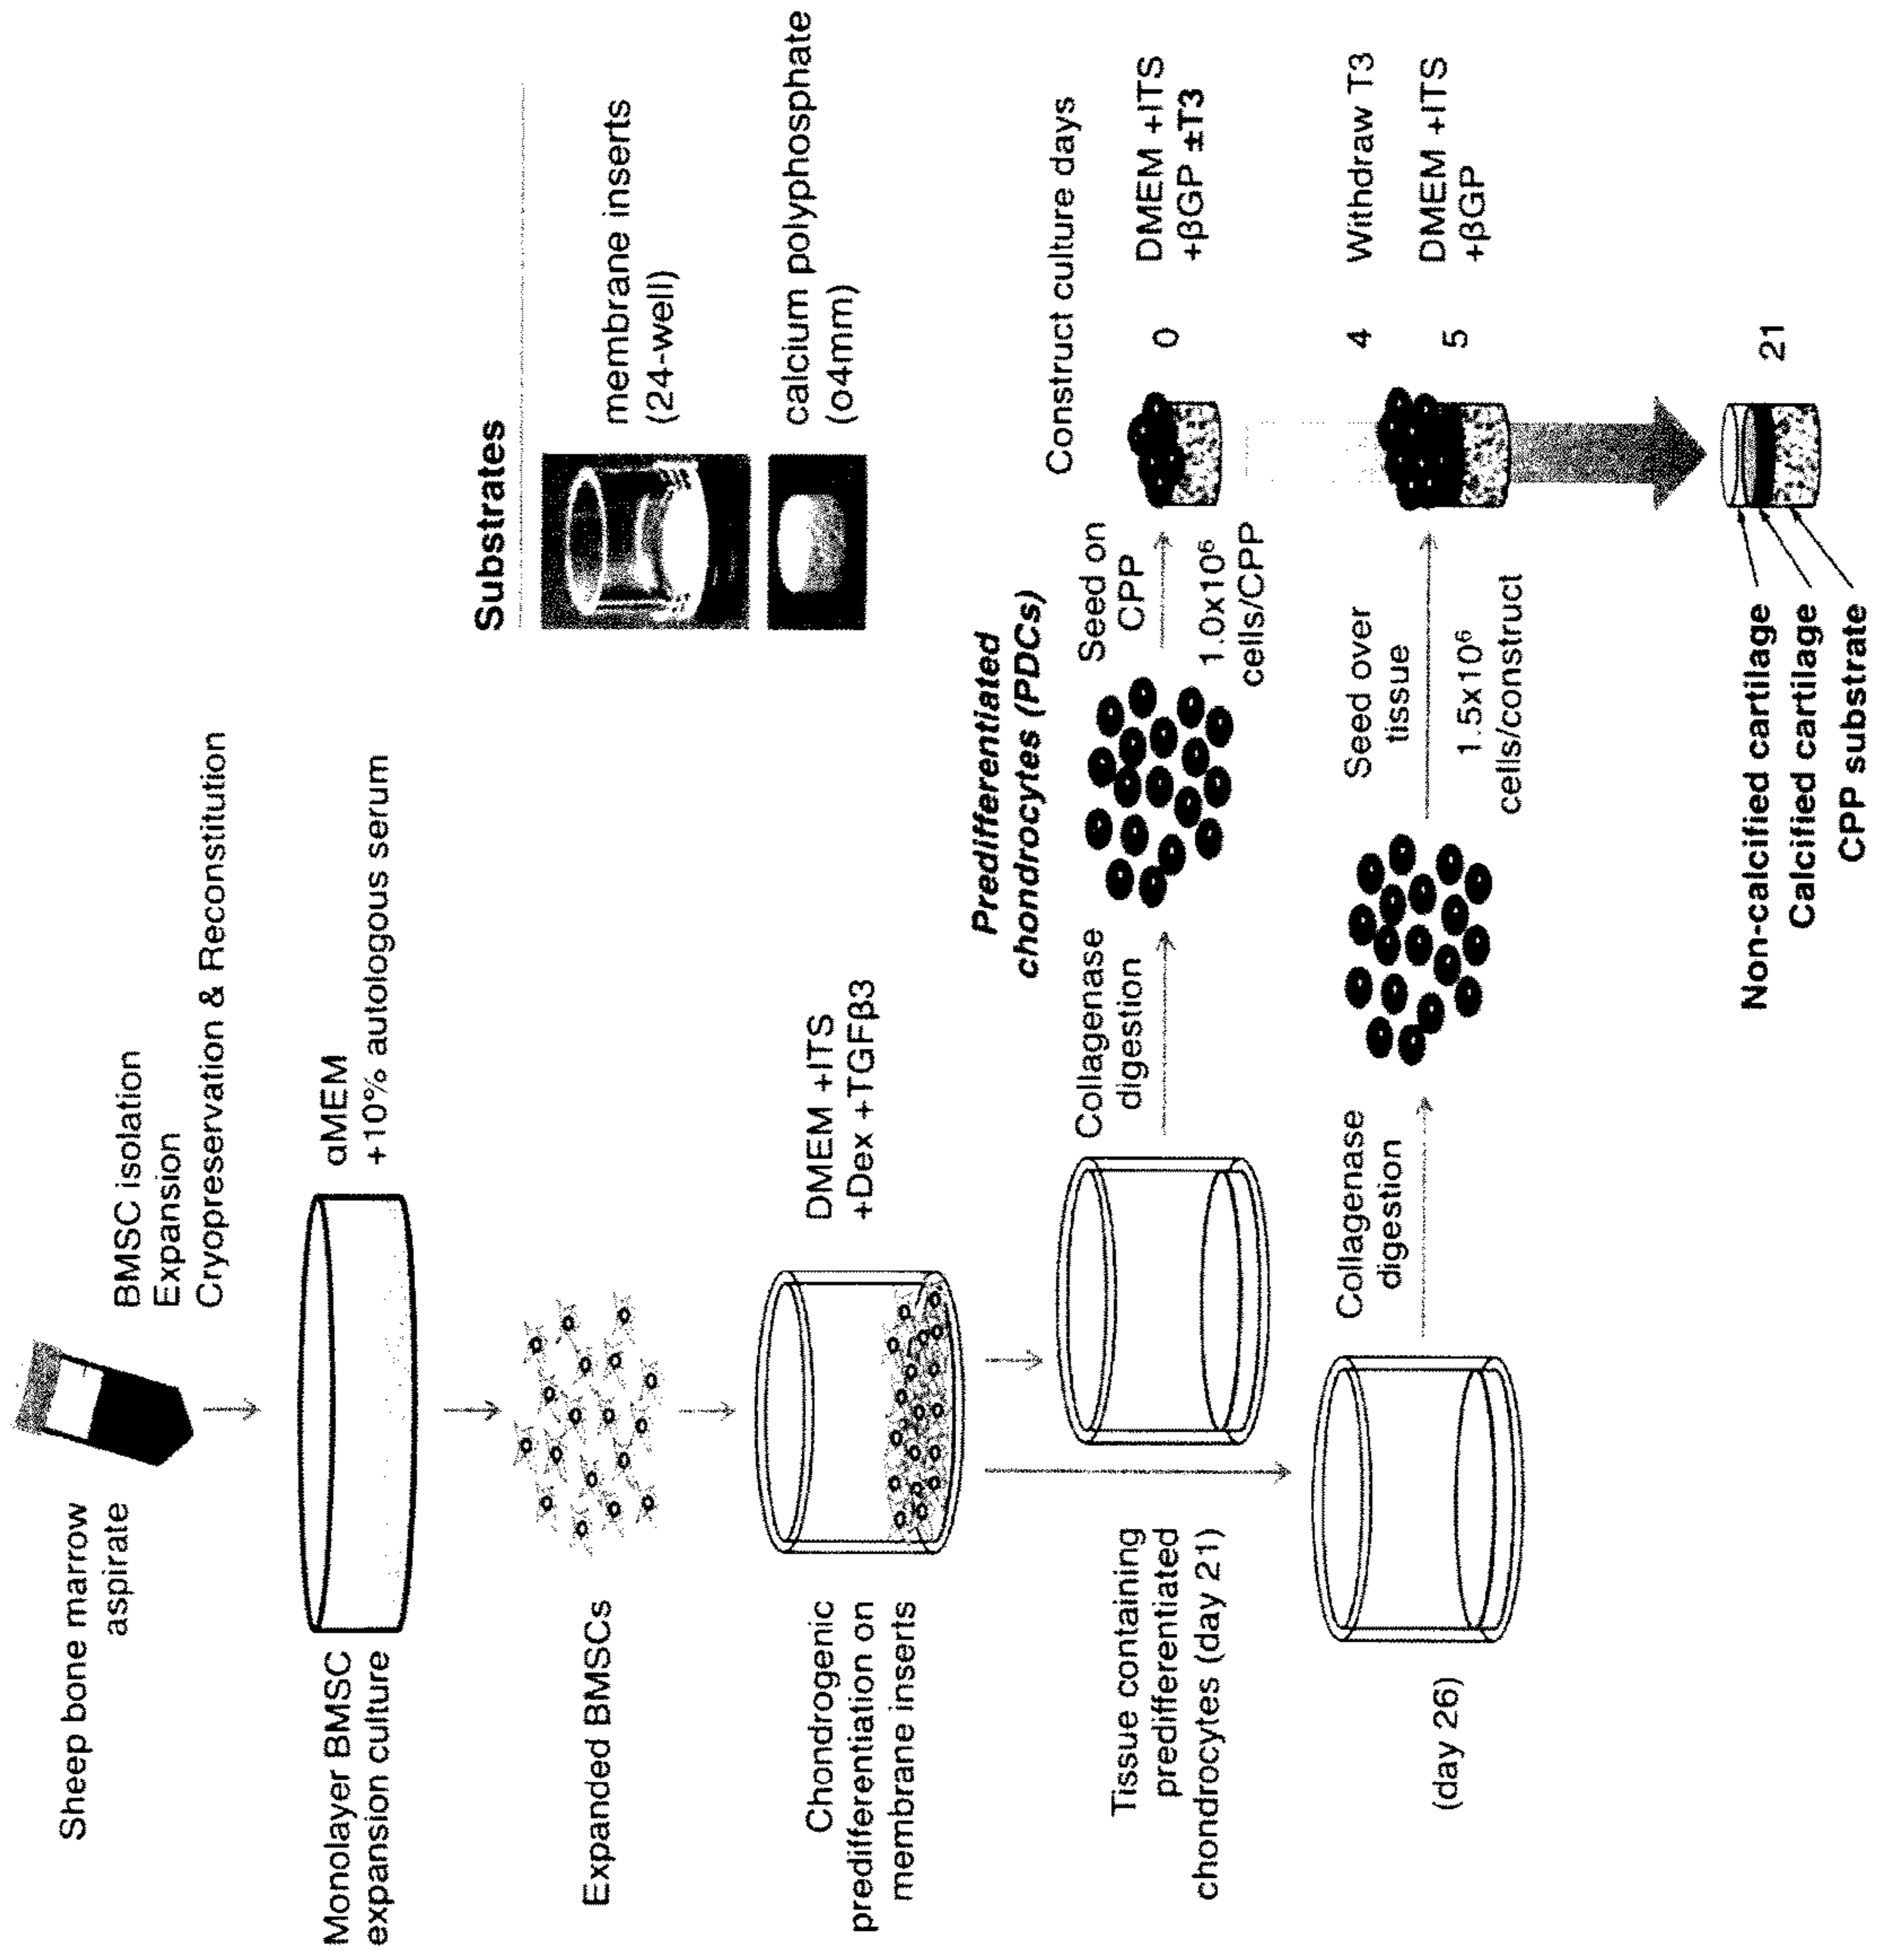 Sheep bone marrow
aspirate
BMSC isolation
Expansion
Cryopreservation & Reconstitution
Monolayer BMSC
expansion culture
αMEM
+10% autologous serum
Expanded BMSCs
Substrates
membrane inserts
(24-well)
calcium polyphosphate
(o4mm)
Chondrogenic
predifferentiation on
membrane inserts
DMEM +ITS
+Dex +TGFβ3
Tissue containing
predifferentiated
chondrocytes (day 21)
Collagenase
digestion
Predifferentiated
chondrocytes (PDCs)
Seed on
CPP
1.0x10⁶
cells/CPP
Construct culture days
0
DMEM +ITS
+βGP ±T3
(day 26)
Collagenase
digestion
Seed over
tissue
1.5x10⁶
cells/construct
4
Withdraw T3
5
DMEM +ITS
+βGP
21
Non-calcified cartilage
Calcified cartilage
CPP substrate